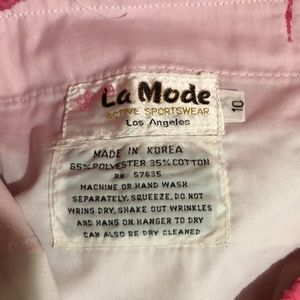 La Mode
ACTIVE SPORTSWEAR
Los Angeles
10
MADE IN KOREA
65% POLYESTER 35% COTTON
RN 57635
MACHINE OR HAND WASH
SEPARATELY, SQUEEZE, DO NOT
WRING DRY, SHAKE OUT WRINKLES
AND HANG ON HANGER TO DRY
CAN ALSO BE DRY CLEANED